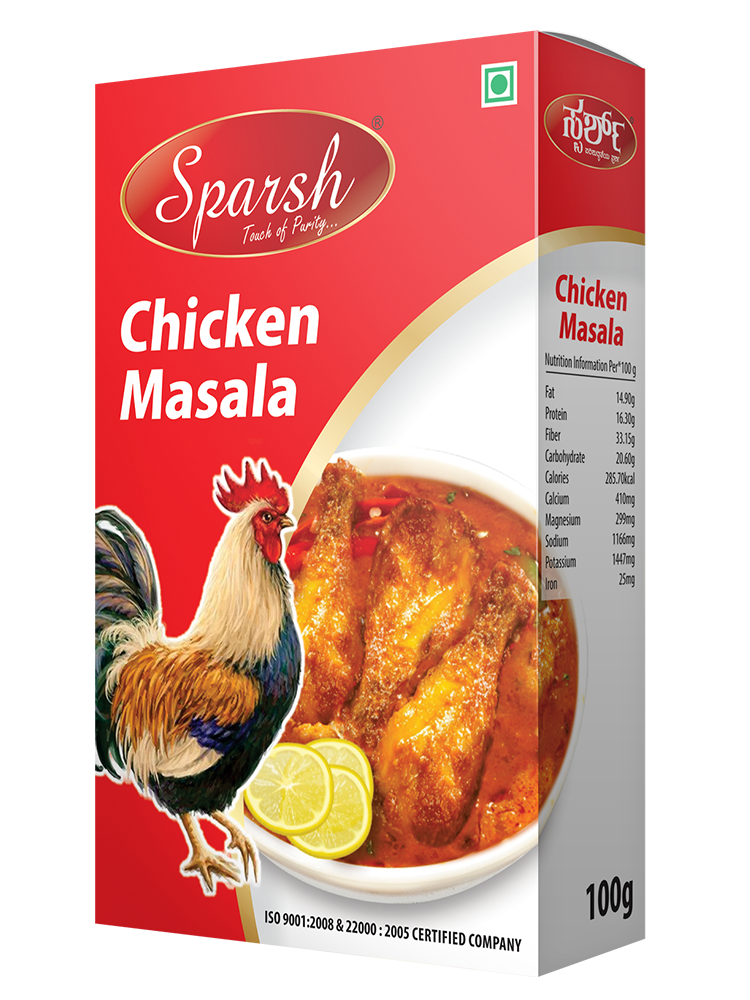 Sparsh
®
Touch of Purity...
Chicken
Masala
ISO 9001:2008 & 22000 : 2005 CERTIFIED COMPANY
ಸ್ಪರ್ಶ್
®
Chicken
Masala
Nutrition Information Per*100 g
Fat 14.90g
Protein 16.30g
Fiber 33.15g
Carbohydrate 20.60g
Calories 285.70kcal
Calcium 410mg
Magnesium 299mg
Sodium 1166mg
Potassium 1447mg
Iron 25mg
100g